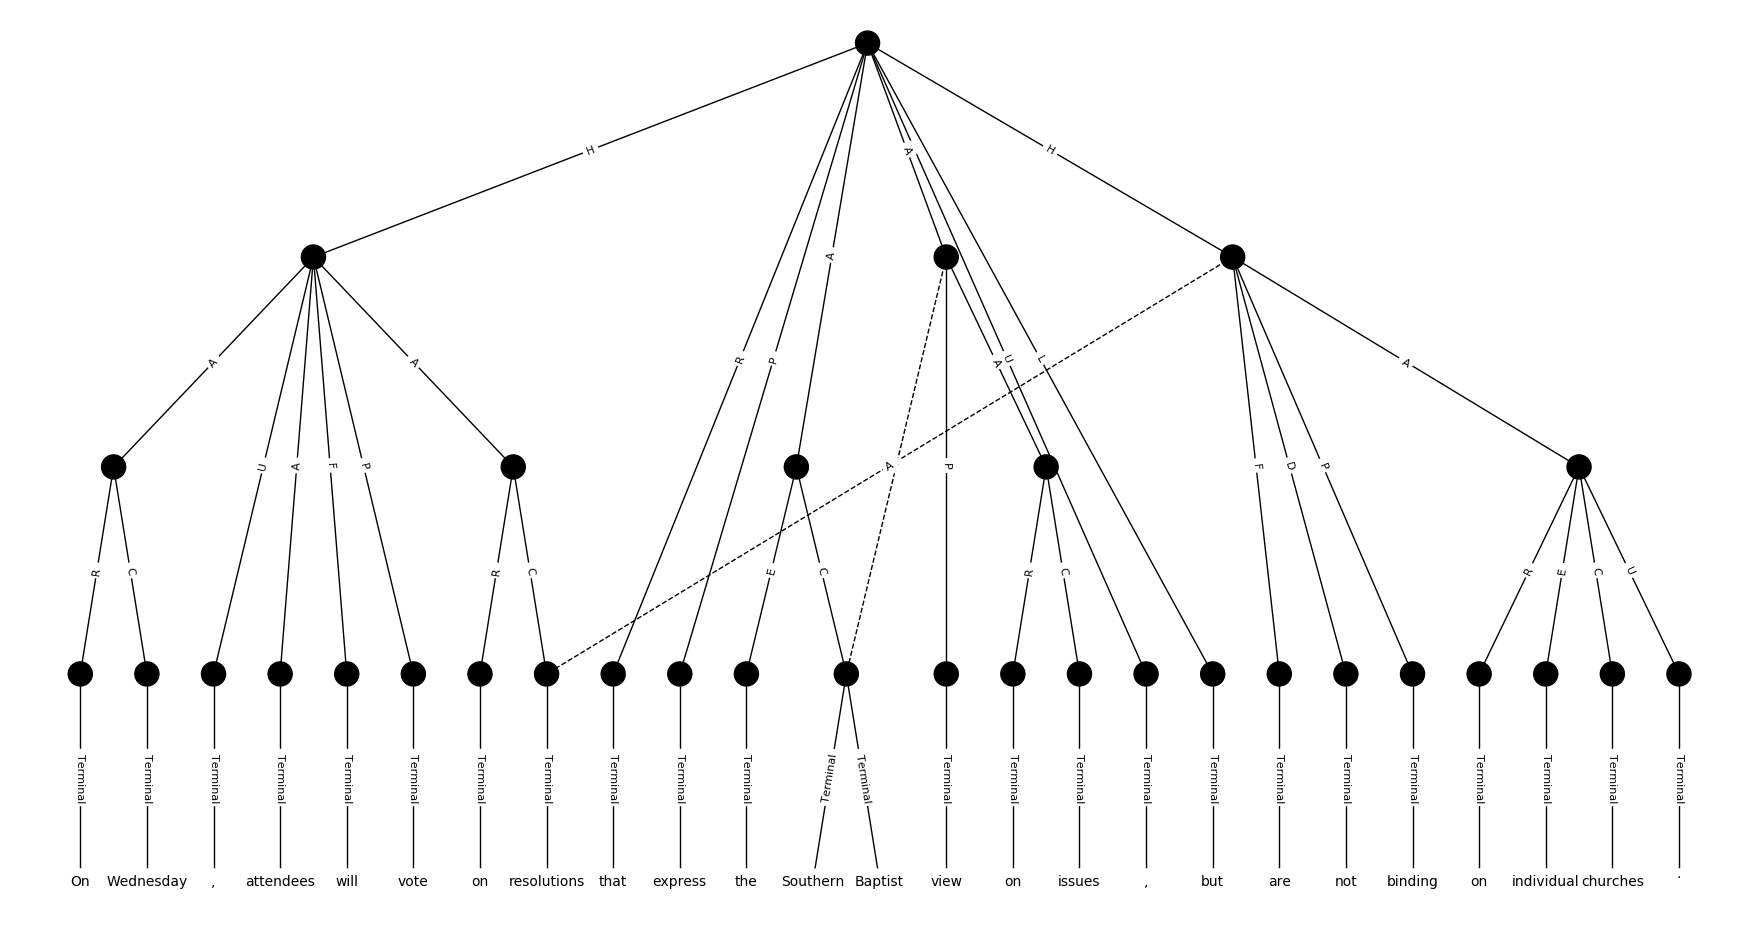 H A H
A
R P A U A L A
A U A F P A P F D P
R C R C E C R C R E C U
Terminal Terminal Terminal Terminal Terminal Terminal Terminal Terminal Terminal Terminal Terminal Terminal Terminal Terminal Terminal Terminal Terminal Terminal Terminal Terminal Terminal Terminal Terminal Terminal Terminal
On Wednesday , attendees will vote on resolutions that express the Southern Baptist view on issues , but are not binding on individual churches .